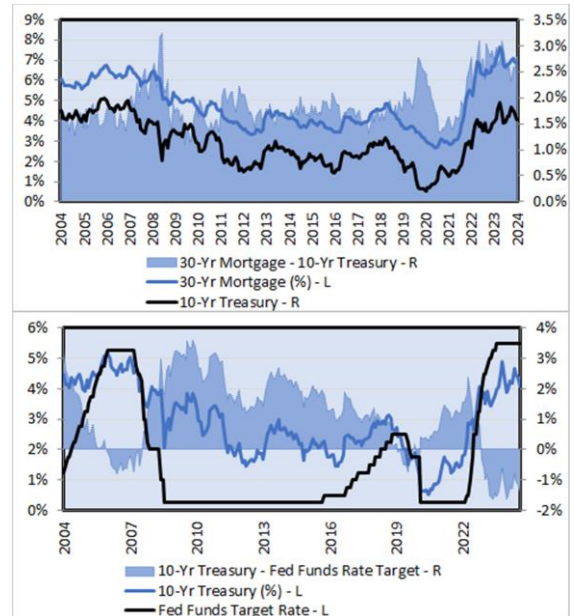 9% 3.5%
8% 3.0%
7% 2.5%
6% 2.0%
5% 1.5%
4% 1.0%
3% 0.5%
2% 0.0%
1%
0%
2004 2005 2006 2007 2008 2009 2010 2011 2012 2013 2014 2015 2016 2017 2018 2019 2020 2021 2022 2023 2024
30-Yr Mortgage - 10-Yr Treasury - R
30-Yr Mortgage (%) - L
10-Yr Treasury - R
6% 4%
5% 3%
4% 2%
3% 1%
2% 0%
1% -1%
0% -2%
2004 2007 2010 2013 2016 2019 2022
10-Yr Treasury - Fed Funds Rate Target - R
10-Yr Treasury (%) - L
Fed Funds Target Rate - L